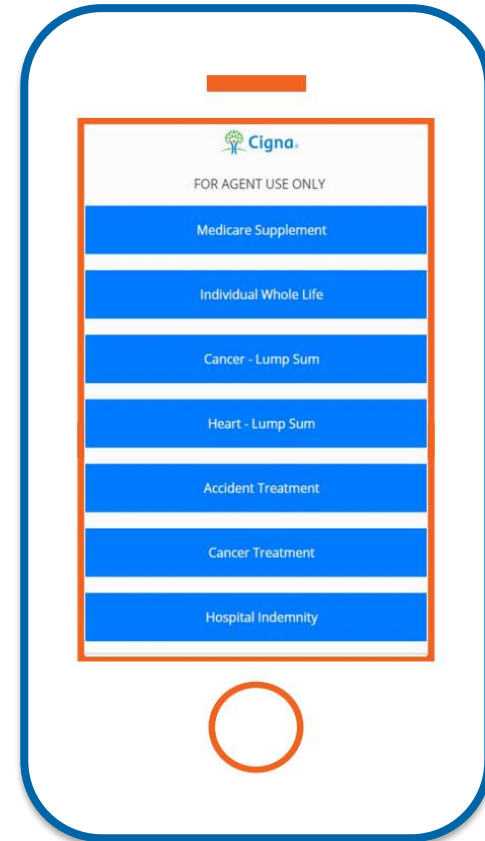 Cigna.
FOR AGENT USE ONLY
Medicare Supplement
Individual Whole Life
Cancer - Lump Sum
Heart - Lump Sum
Accident Treatment
Cancer Treatment
Hospital Indemnity